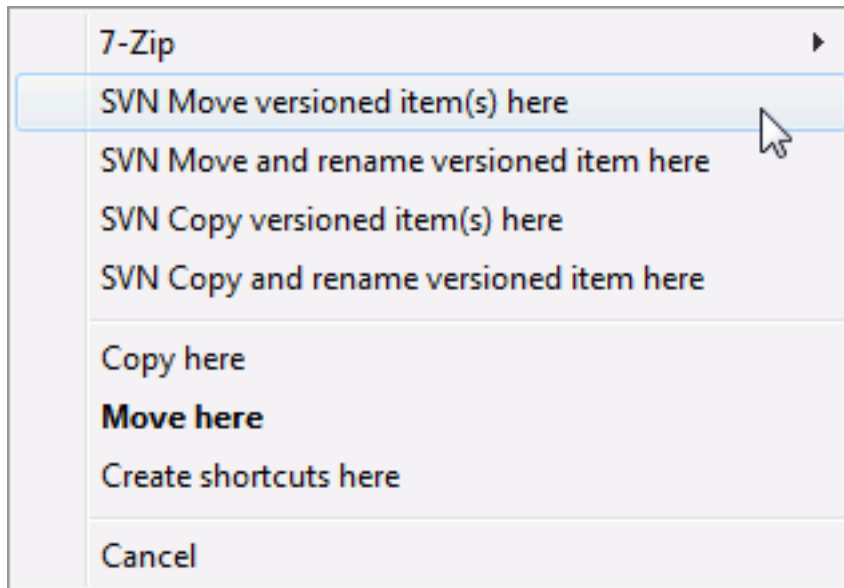 7-Zip
SVN Move versioned item(s) here
SVN Move and rename versioned item here
SVN Copy versioned item(s) here
SVN Copy and rename versioned item here
Copy here
Move here
Create shortcuts here
Cancel